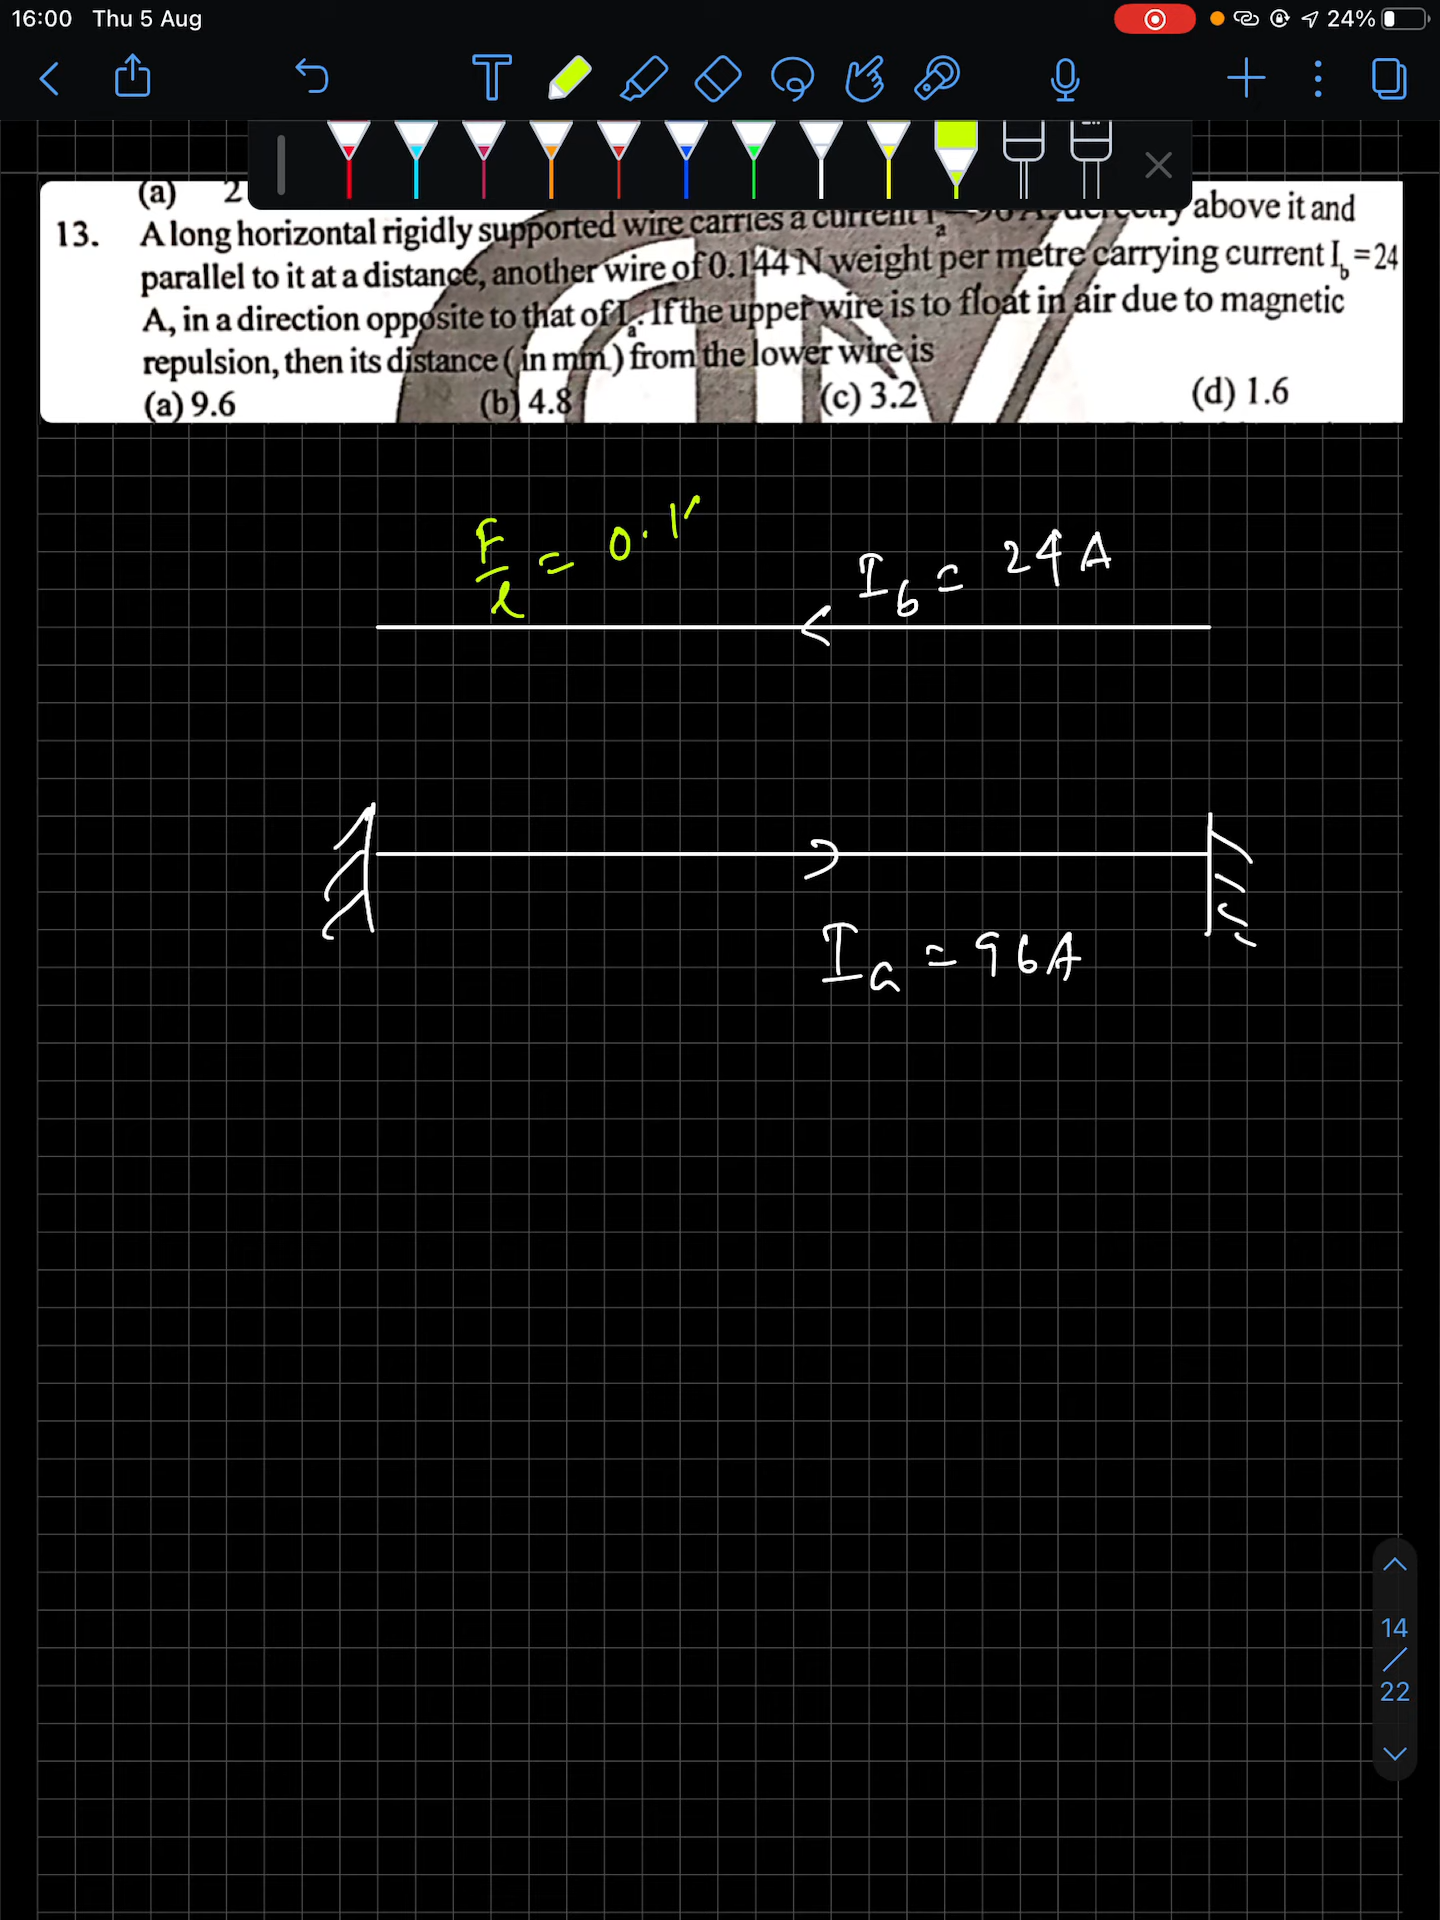 16:00 Thu 5 Aug
24%
(a) 2
13. A long horizontal rigidly supported wire carries a current I above it and
parallel to it at a distance, another wire of 0.144 N weight per metre carrying current I_b = 24
A, in a direction opposite to that of I_a. If the upper wire is to float in air due to magnetic
repulsion, then its distance ( in mm ) from the lower wire is
(a) 9.6 (b) 4.8 (c) 3.2 (d) 1.6
F/l = 0.1
I_b = 24 A
I_a = 96A
14
/
22